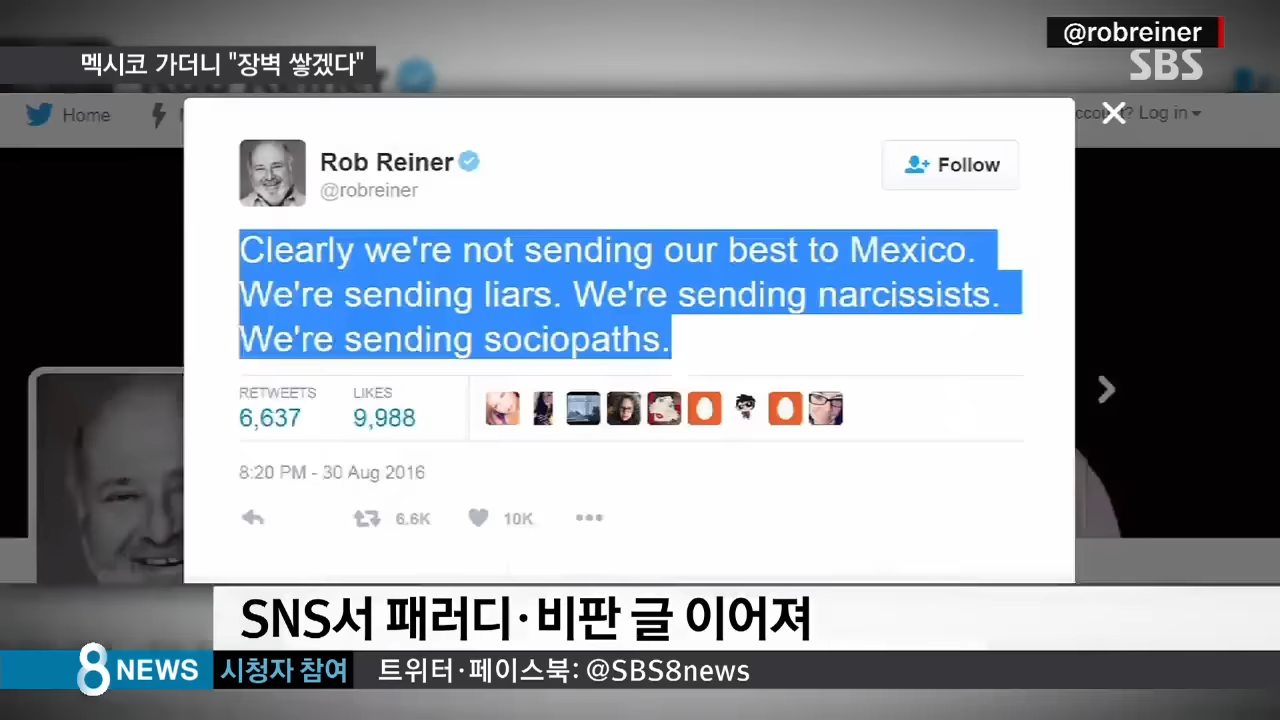 @robreiner
SBS
멕시코 가더니 "장벽 쌓겠다"
Home
Log in
Rob Reiner
@robreiner
Follow
Clearly we're not sending our best to Mexico.
We're sending liars. We're sending narcissists.
We're sending sociopaths.
RETWEETS LIKES
6,637 9,988
8:20 PM - 30 Aug 2016
6.6K 10K
SNS서 패러디·비판 글 이어져
8 NEWS 시청자 참여 트위터·페이스북: @SBS8news